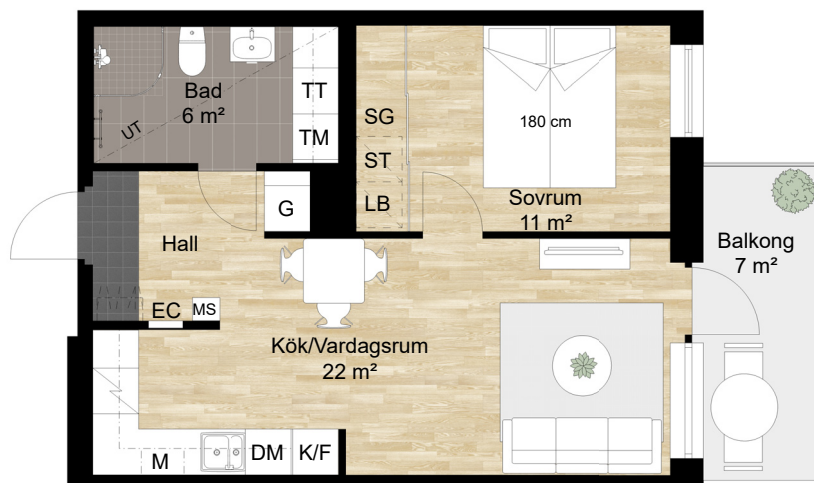 Bad
6 m²
UT
TT
TM
SG
ST
LB
180 cm
Sovrum
11 m²
G
Hall
EC
MS
Balkong
7 m²
Kök/Vardagsrum
22 m²
M
DM
K/F